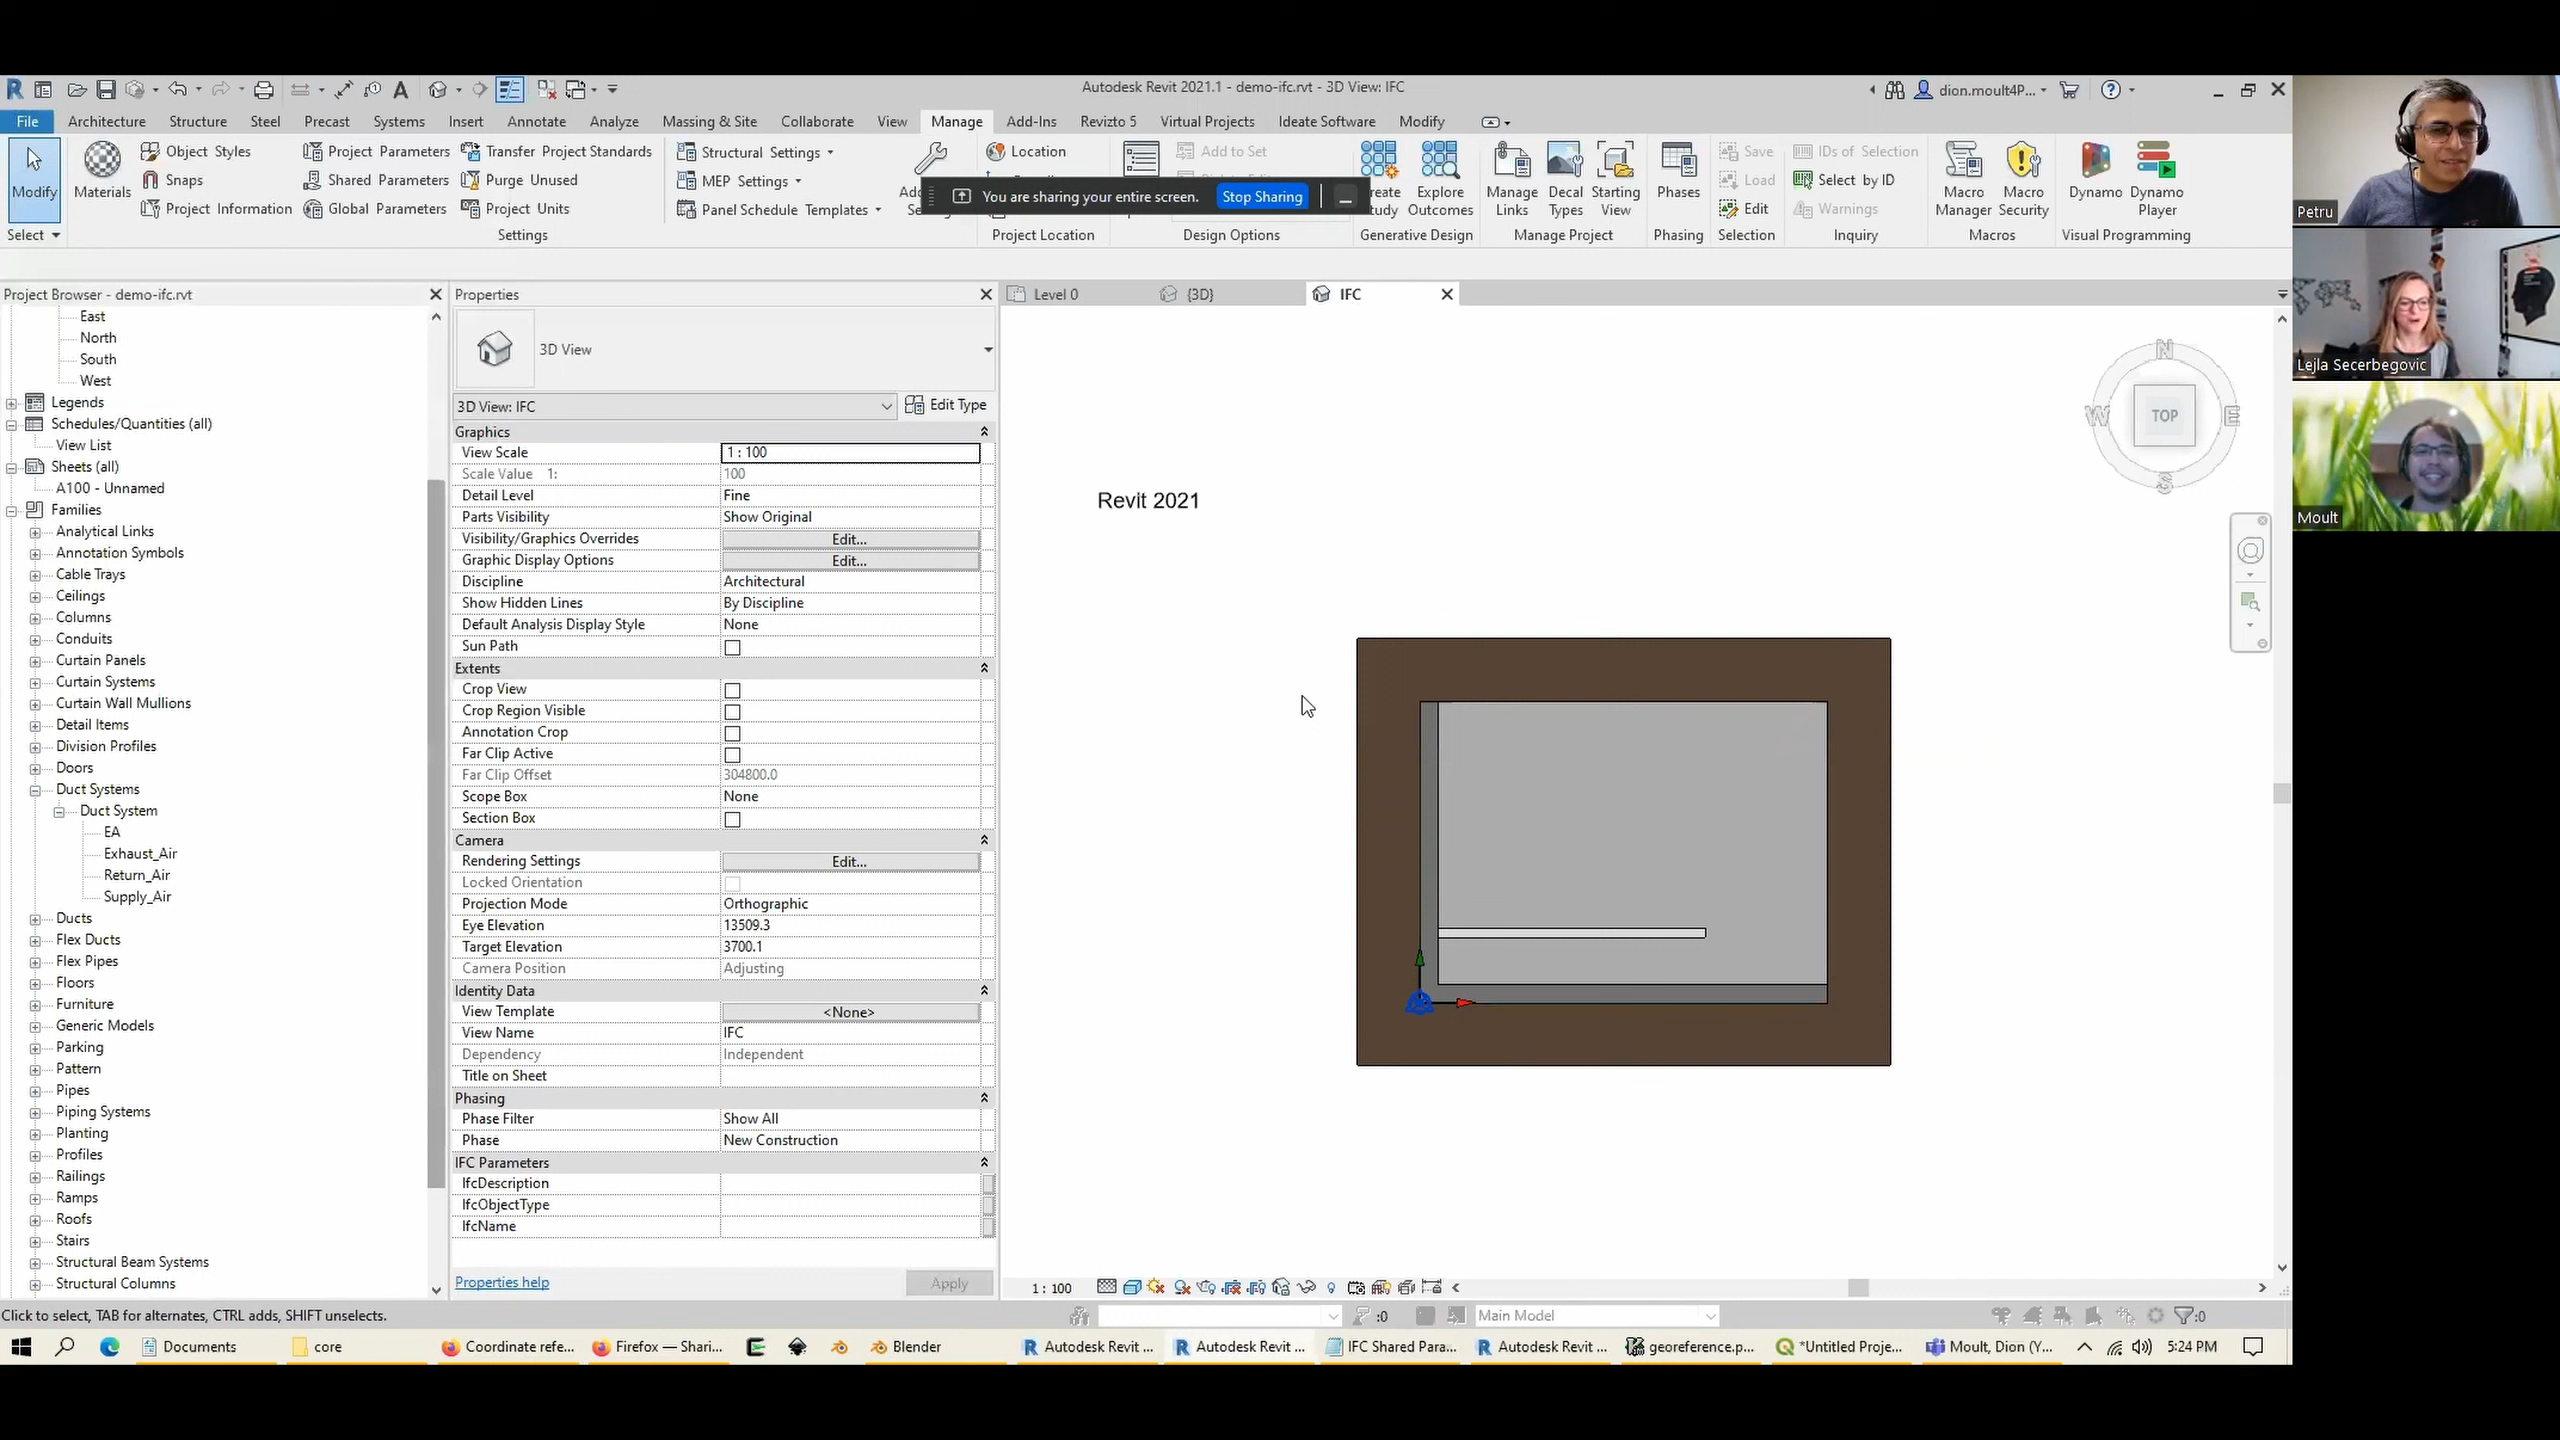 Autodesk Revit 2021.1 - demo-ifc.rvt - 3D View: IFC
dion.moult4P...
File Architecture Structure Steel Precast Systems Insert Annotate Analyze Massing & Site Collaborate View Manage Add-Ins Revizto 5 Virtual Projects Ideate Software Modify
Modify
Materials
Object Styles
Snaps
Project Information
Project Parameters
Shared Parameters
Global Parameters
Transfer Project Standards
Purge Unused
Project Units
Structural Settings
MEP Settings
Panel Schedule Templates
Location
Add to Set
You are sharing your entire screen. Stop Sharing
Explore Outcomes
Manage Links
Decal Types
Starting View
Phases
Save
Load
Edit
IDs of Selection
Select by ID
Warnings
Macro Manager
Macro Security
Dynamo
Dynamo Player
Select
Settings
Project Location
Design Options
Generative Design
Manage Project
Phasing
Selection
Inquiry
Macros
Visual Programming
Petru
Lejla Secerbegovic
Moult
Project Browser - demo-ifc.rvt
East
North
South
West
Legends
Schedules/Quantities (all)
View List
Sheets (all)
A100 - Unnamed
Families
Analytical Links
Annotation Symbols
Cable Trays
Ceilings
Columns
Conduits
Curtain Panels
Curtain Systems
Curtain Wall Mullions
Detail Items
Division Profiles
Doors
Duct Systems
Duct System
EA
Exhaust_Air
Return_Air
Supply_Air
Ducts
Flex Ducts
Flex Pipes
Floors
Furniture
Generic Models
Parking
Pattern
Pipes
Piping Systems
Planting
Profiles
Railings
Ramps
Roofs
Stairs
Structural Beam Systems
Structural Columns
Properties
3D View
3D View: IFC Edit Type
Graphics
View Scale 1 : 100
Scale Value 1: 100
Detail Level Fine
Parts Visibility Show Original
Visibility/Graphics Overrides Edit...
Graphic Display Options Edit...
Discipline Architectural
Show Hidden Lines By Discipline
Default Analysis Display Style None
Sun Path
Extents
Crop View
Crop Region Visible
Annotation Crop
Far Clip Active
Far Clip Offset 304800.0
Scope Box None
Section Box
Camera
Rendering Settings Edit...
Locked Orientation
Projection Mode Orthographic
Eye Elevation 13509.3
Target Elevation 3700.1
Camera Position Adjusting
Identity Data
View Template <None>
View Name IFC
Dependency Independent
Title on Sheet
Phasing
Phase Filter Show All
Phase New Construction
IFC Parameters
IfcDescription
IfcObjectType
IfcName
Properties help Apply
Level 0 {3D} IFC
Revit 2021
N
W TOP E
S
1 : 100
Click to select, TAB for alternates, CTRL adds, SHIFT unselects.
:0 Main Model :0
Documents core Coordinate refe... Firefox — Shari... Blender Autodesk Revit ... Autodesk Revit ... IFC Shared Para... Autodesk Revit ... georeference.p... *Untitled Proje... Moult, Dion (Y... 5:24 PM